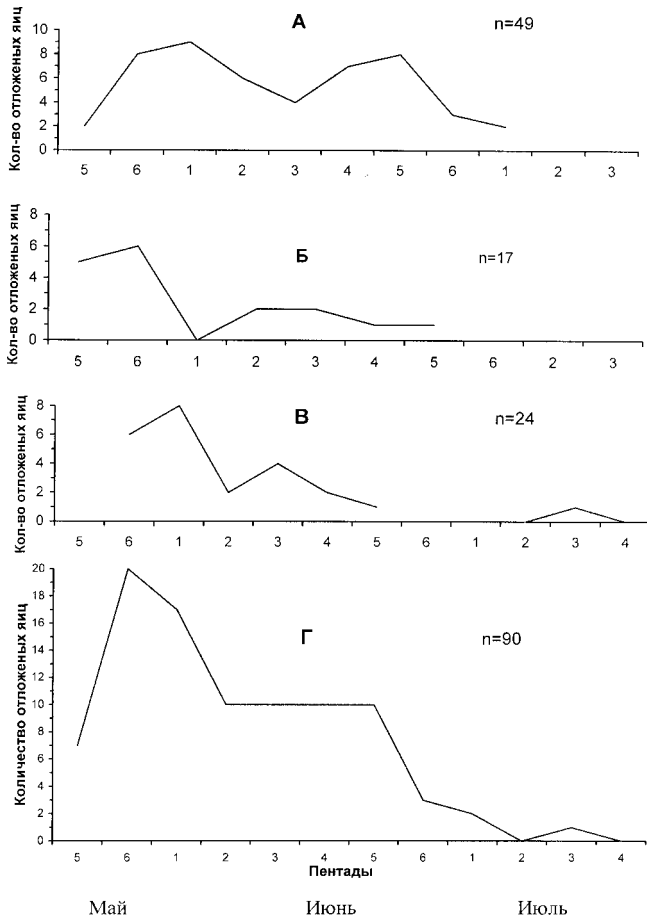 А
n=49
Кол-во отложеных яиц
10
8
6
4
2
0
5 6 1 2 3 4 5 6 1 2 3
Б
n=17
Кол-во отложеных яиц
8
6
4
2
0
5 6 1 2 3 4 5 6 2 3
В
n=24
Кол-во отложеных яиц
8
6
4
2
0
5 6 1 2 3 4 5 6 1 2 3 4
Г
n=90
Количество отложеных яиц
20
18
16
14
12
10
8
6
4
2
0
5 6 1 2 3 4 5 6 1 2 3 4
Пентады
Май Июнь Июль